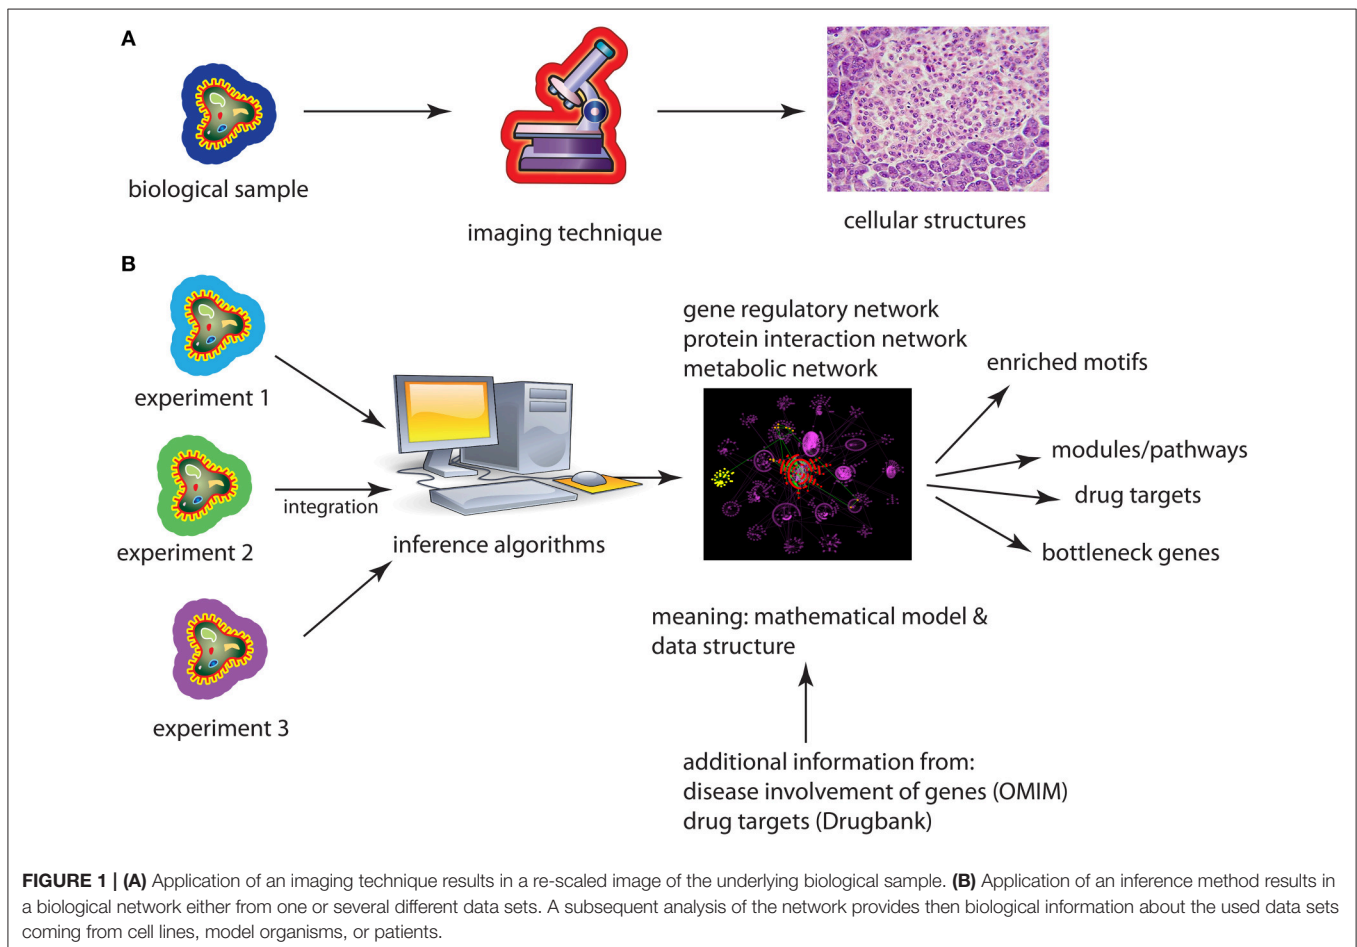 A
biological sample
imaging technique
cellular structures
B
experiment 1
experiment 2
experiment 3
integration
inference algorithms
gene regulatory network
protein interaction network
metabolic network
enriched motifs
modules/pathways
drug targets
bottleneck genes
meaning: mathematical model &
data structure
additional information from:
disease involvement of genes (OMIM)
drug targets (Drugbank)
FIGURE 1 | (A) Application of an imaging technique results in a re-scaled image of the underlying biological sample. (B) Application of an inference method results in
a biological network either from one or several different data sets. A subsequent analysis of the network provides then biological information about the used data sets
coming from cell lines, model organisms, or patients.